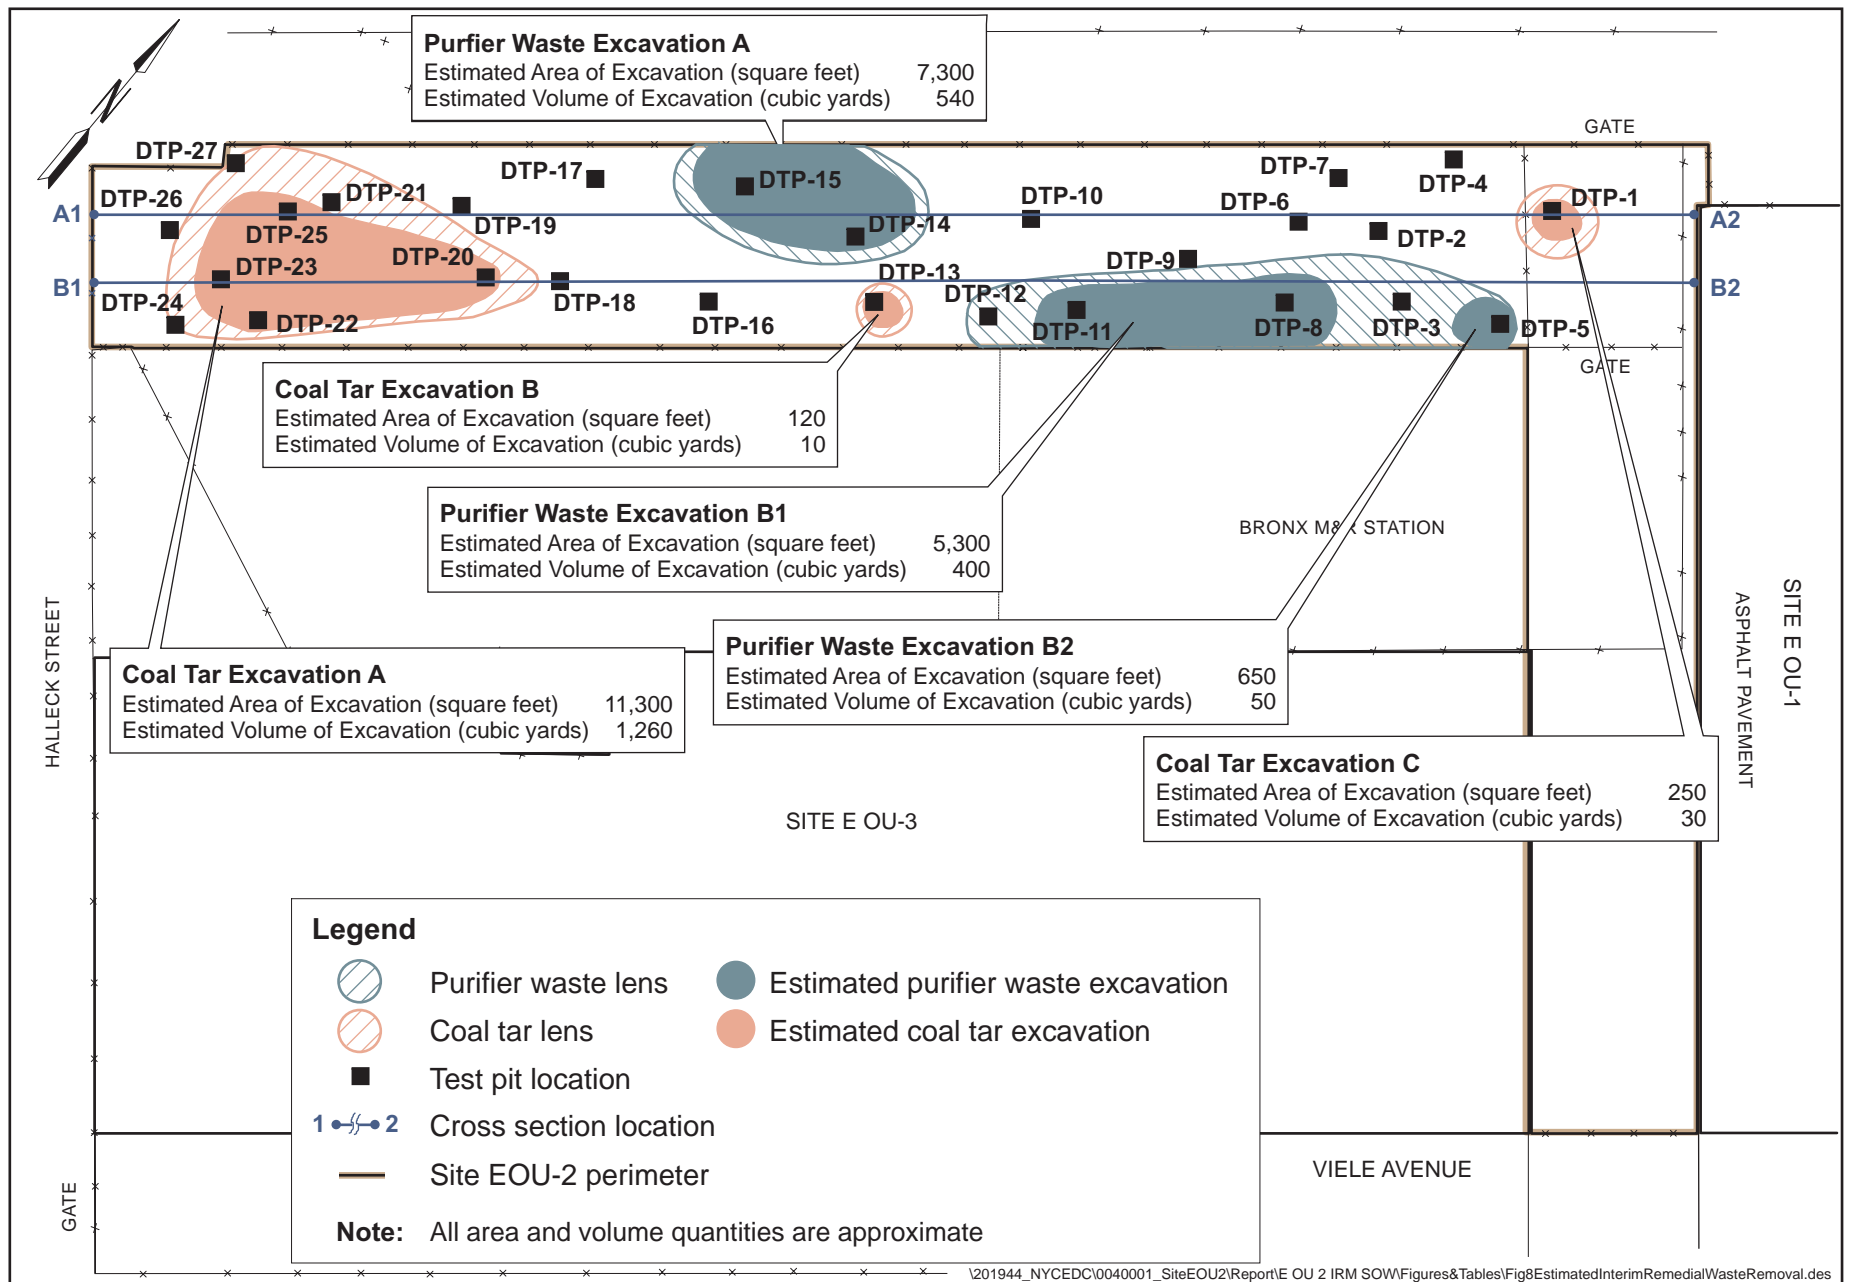 Purfier Waste Excavation A
Estimated Area of Excavation (square feet) 7,300
Estimated Volume of Excavation (cubic yards) 540
N
GATE
DTP-27
DTP-17
DTP-15
DTP-7
DTP-4
DTP-26
DTP-21
DTP-10
DTP-6
DTP-1
A1
A2
DTP-25
DTP-19
DTP-14
DTP-2
DTP-23
DTP-20
DTP-13
DTP-9
B1
B2
DTP-24
DTP-18
DTP-12
DTP-22
DTP-16
DTP-11
DTP-8
DTP-3
DTP-5
GATE
Coal Tar Excavation B
Estimated Area of Excavation (square feet) 120
Estimated Volume of Excavation (cubic yards) 10
Purifier Waste Excavation B1
Estimated Area of Excavation (square feet) 5,300
Estimated Volume of Excavation (cubic yards) 400
BRONX M&R STATION
Purifier Waste Excavation B2
Estimated Area of Excavation (square feet) 650
Estimated Volume of Excavation (cubic yards) 50
Coal Tar Excavation A
Estimated Area of Excavation (square feet) 11,300
Estimated Volume of Excavation (cubic yards) 1,260
Coal Tar Excavation C
Estimated Area of Excavation (square feet) 250
Estimated Volume of Excavation (cubic yards) 30
HALLECK STREET
ASPHALT PAVEMENT
SITE E OU-1
SITE E OU-3
Legend
Purifier waste lens
Estimated purifier waste excavation
Coal tar lens
Estimated coal tar excavation
Test pit location
1 2 Cross section location
Site EOU-2 perimeter
Note: All area and volume quantities are approximate
VIELE AVENUE
GATE
\201944_NYCEDC\0040001_SiteEOU2\Report\E OU 2 IRM SOW\Figures&Tables\Fig8EstimatedInterimRemedialWasteRemoval.des